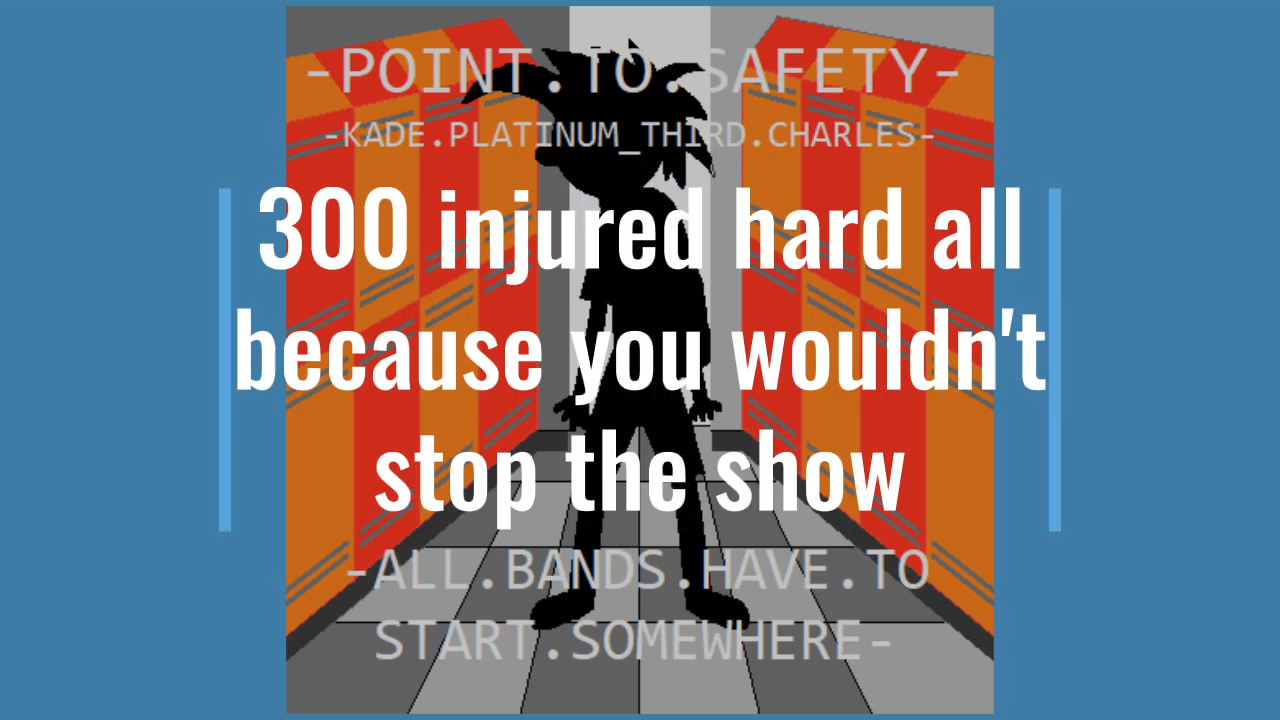 -POINT.TO.SAFETY-
-KADE.PLATINUM_THIRD.CHARLES-
300 injured hard all
because you wouldn't
stop the show
-ALL.BANDS.HAVE.TO
START.SOMEWHERE-